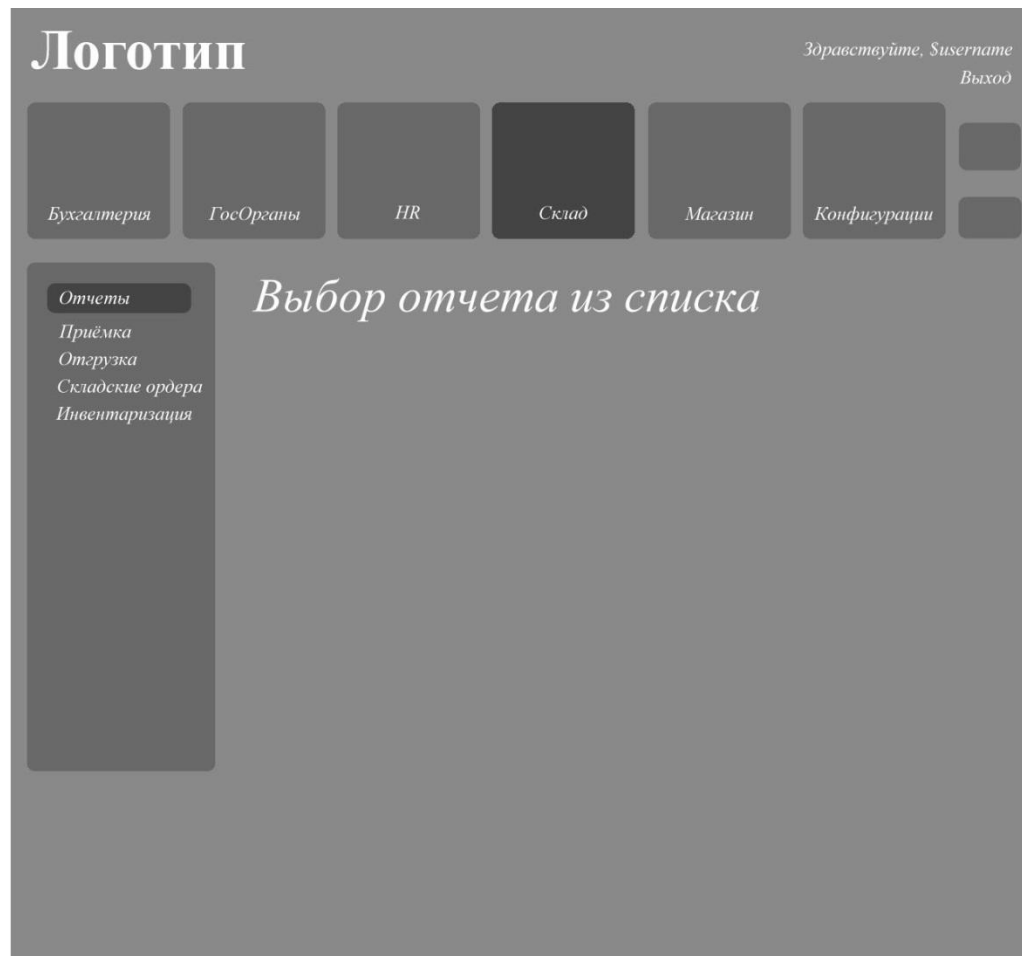 Логотип
Здравствуйте, $username
Выход
Бухгалтерия
ГосОрганы
HR
Склад
Магазин
Конфигурации
Отчеты
Приёмка
Отгрузка
Складские ордера
Инвентаризация
Выбор отчета из списка